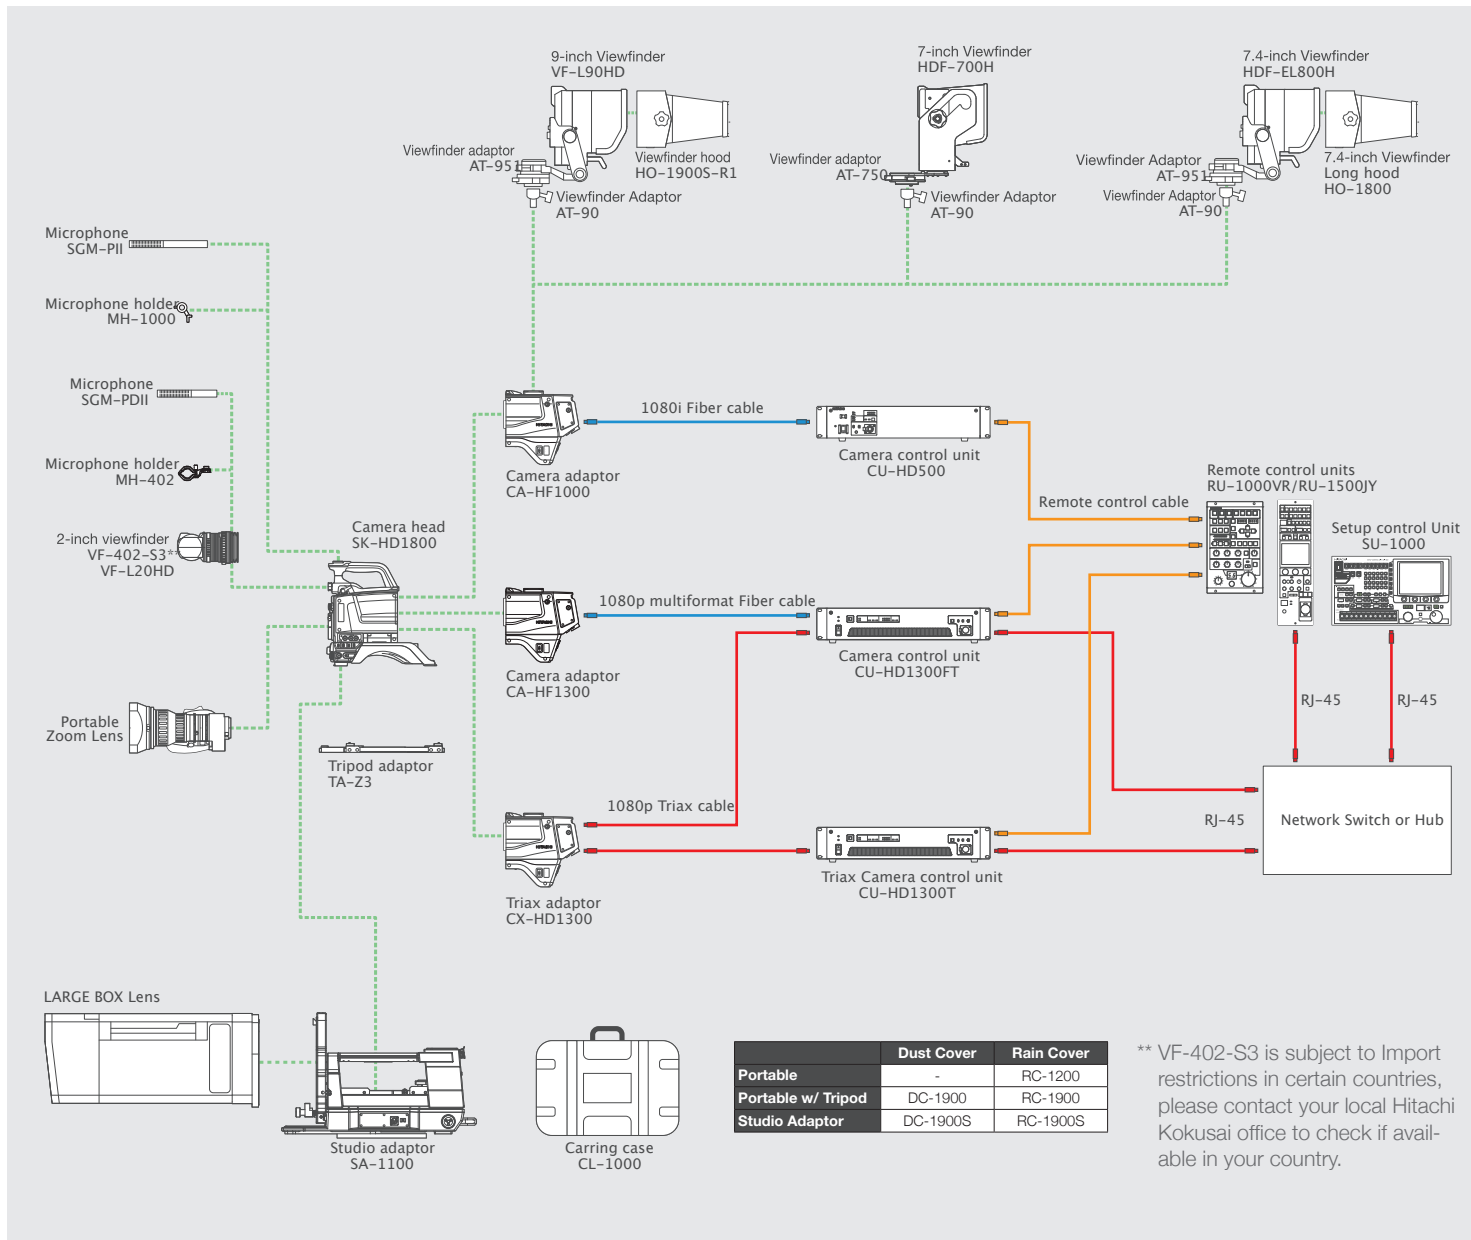 9-inch Viewfinder
VF-L90HD
7-inch Viewfinder
HDF-700H
7.4-inch Viewfinder
HDF-EL800H
Viewfinder adaptor
AT-951
Viewfinder hood
HO-1900S-R1
Viewfinder Adaptor
AT-90
Viewfinder adaptor
AT-750
Viewfinder Adaptor
AT-90
Viewfinder Adaptor
AT-951
Viewfinder Adaptor
AT-90
7.4-inch Viewfinder
Long hood
HO-1800
Microphone
SGM-PII
Microphone holder
MH-1000
Microphone
SGM-PDII
Microphone holder
MH-402
2-inch viewfinder
VF-402-S3**
VF-L20HD
Camera head
SK-HD1800
Portable
Zoom Lens
Tripod adaptor
TA-Z3
Camera adaptor
CA-HF1000
1080i Fiber cable
Camera control unit
CU-HD500
Remote control cable
Remote control units
RU-1000VR/RU-1500JY
Setup control Unit
SU-1000
1080p multiformat Fiber cable
Camera adaptor
CA-HF1300
Camera control unit
CU-HD1300FT
RJ-45
RJ-45
1080p Triax cable
Triax adaptor
CX-HD1300
Triax Camera control unit
CU-HD1300T
RJ-45
Network Switch or Hub
LARGE BOX Lens
Studio adaptor
SA-1100
Carring case
CL-1000
Dust Cover Rain Cover
Portable - RC-1200
Portable w/ Tripod DC-1900 RC-1900
Studio Adaptor DC-1900S RC-1900S
** VF-402-S3 is subject to Import
restrictions in certain countries,
please contact your local Hitachi
Kokusai office to check if avail-
able in your country.